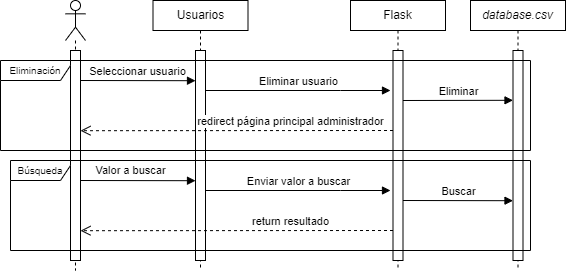 Usuarios
Flask
database.csv
Eliminación
Seleccionar usuario
Eliminar usuario
Eliminar
redirect página principal administrador
Búsqueda
Valor a buscar
Enviar valor a buscar
Buscar
return resultado